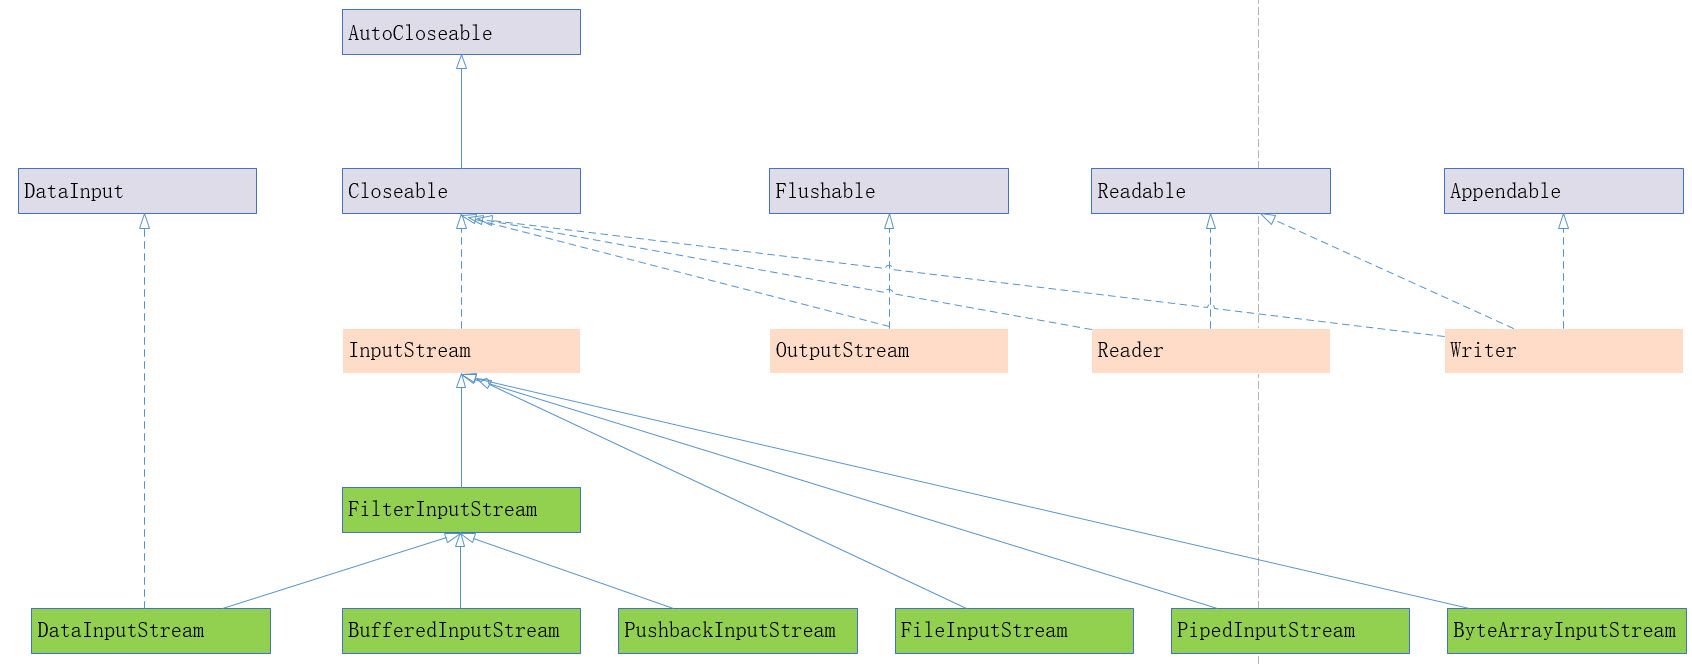 AutoCloseable
DataInput
Closeable
Flushable
Readable
Appendable
InputStream
OutputStream
Reader
Writer
FilterInputStream
DataInputStream
BufferedInputStream
PushbackInputStream
FileInputStream
PipedInputStream
ByteArrayInputStream